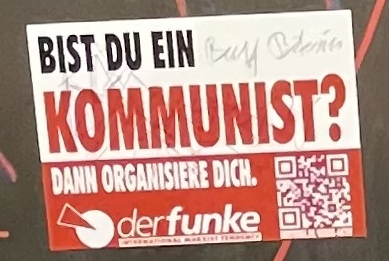 BIST DU EIN
KOMMUNIST?
DANN ORGANISIERE DICH.
derfunke
INTERNATIONAL MARXIST TENDENCY